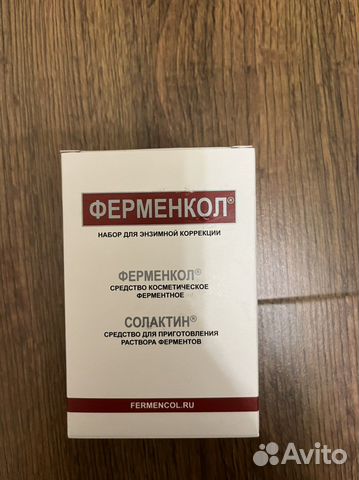 ФЕРМЕНКОЛ®
НАБОР ДЛЯ ЭНЗИМНОЙ КОРРЕКЦИИ
ФЕРМЕНКОЛ®
СРЕДСТВО КОСМЕТИЧЕСКОЕ
ФЕРМЕНТНОЕ
СОЛАКТИН®
СРЕДСТВО ДЛЯ ПРИГОТОВЛЕНИЯ
РАСТВОРА ФЕРМЕНТОВ
FERMENCOL.RU
Avito